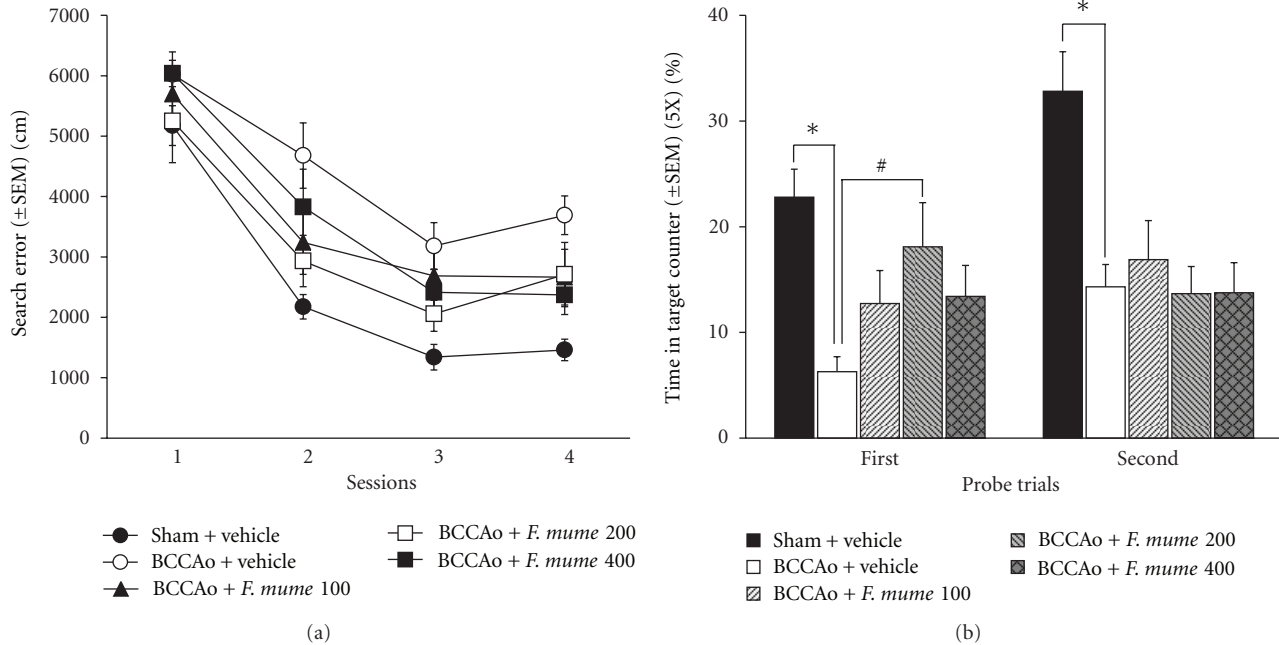 7000
6000
5000
4000
3000
2000
1000
0
Search error (±SEM) (cm)
1 2 3 4
Sessions
Sham + vehicle
BCCAo + vehicle
BCCAo + F. mume 100
BCCAo + F. mume 200
BCCAo + F. mume 400
(a)
40
30
20
10
0
Time in target counter (±SEM) (5X) (%)
*
#
*
First Second
Probe trials
Sham + vehicle
BCCAo + vehicle
BCCAo + F. mume 100
BCCAo + F. mume 200
BCCAo + F. mume 400
(b)